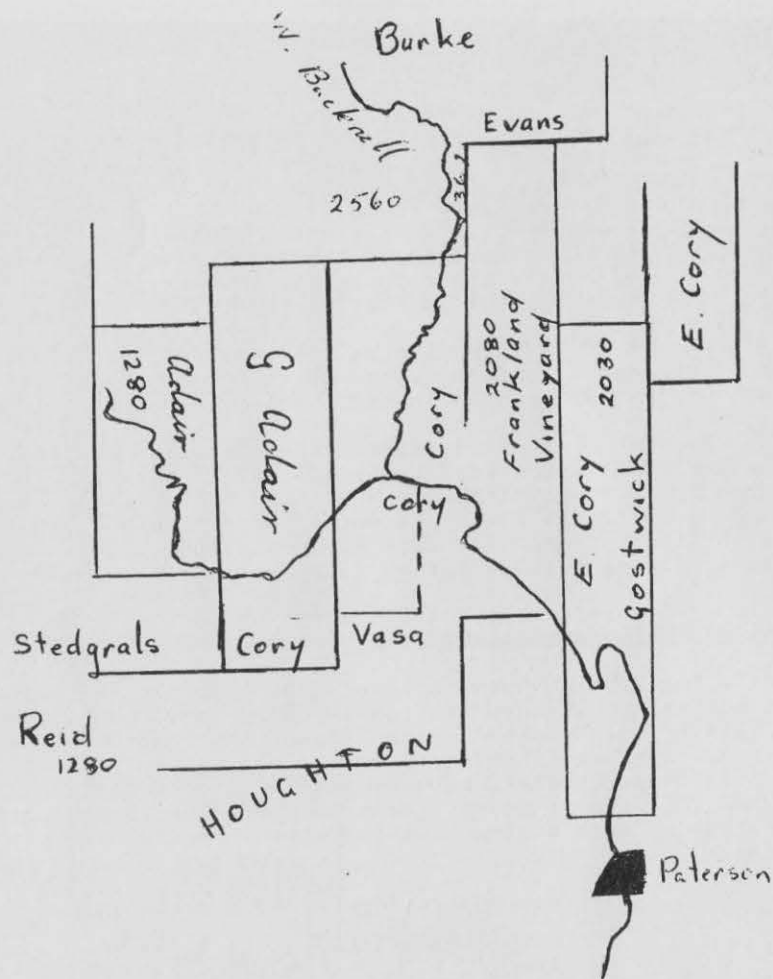 Burke
W. Bucknell
Evans
2560
367
E. Cory
Adair
1280
G Adair
Cory
2080
Frankland
Vineyard
2030
E. Cory
Gostwick
Cory
Stedgrals
Cory
Vasa
Reid
1280
HOUGHTON
Paterson